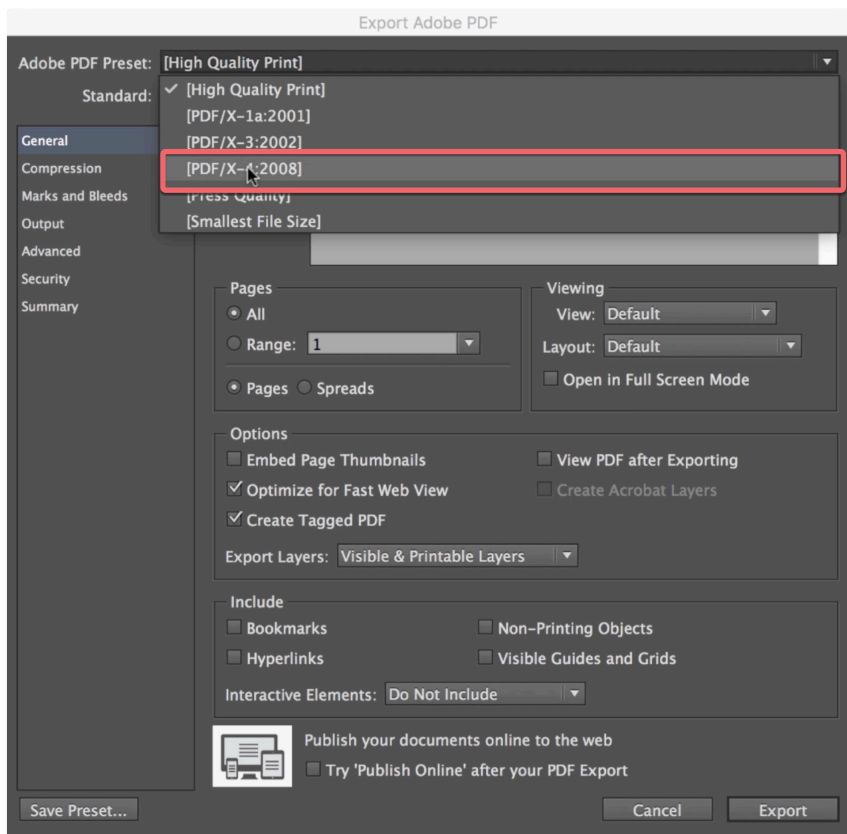 Export Adobe PDF
Adobe PDF Preset: [High Quality Print]
Standard:
[High Quality Print]
[PDF/X-1a:2001]
[PDF/X-3:2002]
[PDF/X-4:2008]
[Press Quality]
[Smallest File Size]
General
Compression
Marks and Bleeds
Output
Advanced
Security
Summary
Pages
All
Range: 1
Pages Spreads
Viewing
View: Default
Layout: Default
Open in Full Screen Mode
Options
Embed Page Thumbnails
Optimize for Fast Web View
Create Tagged PDF
View PDF after Exporting
Create Acrobat Layers
Export Layers: Visible & Printable Layers
Include
Bookmarks
Hyperlinks
Non-Printing Objects
Visible Guides and Grids
Interactive Elements: Do Not Include
Publish your documents online to the web
Try 'Publish Online' after your PDF Export
Save Preset...
Cancel
Export